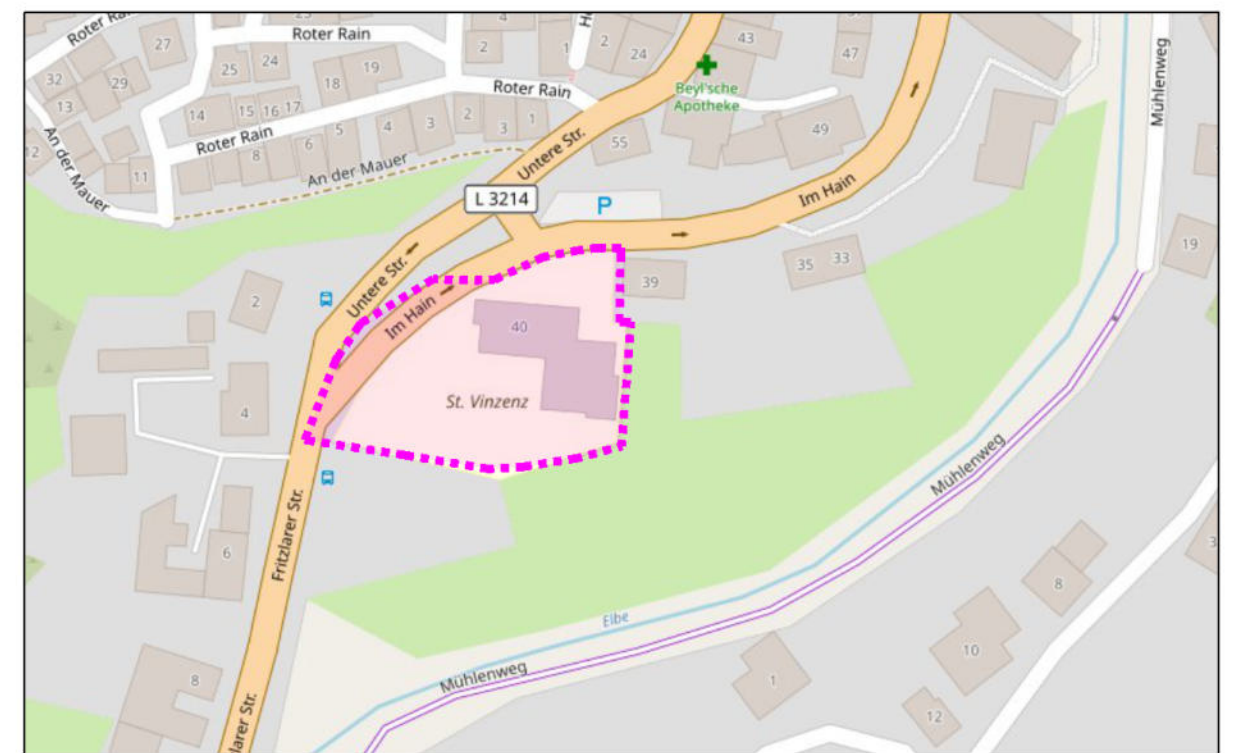 Roter Rain
27
32
29
13
An der Mauer
12
11
25
24
14
15 16 17
Roter Rain
8
6
5
18
19
Roter Rain
4
3
2
3
1
An der Mauer
4
2
1
2
24
Roter Rain
43
47
Beyl'sche
Apotheke
49
55
Untere Str.
L 3214
P
Im Hain
Mühlenweg
19
35
33
39
Untere Str.
Im Hain
40
St. Vinzenz
2
4
6
Fritzlarer Str.
8
Mühlenweg
Elbe
Mühlenweg
8
10
1
12
3